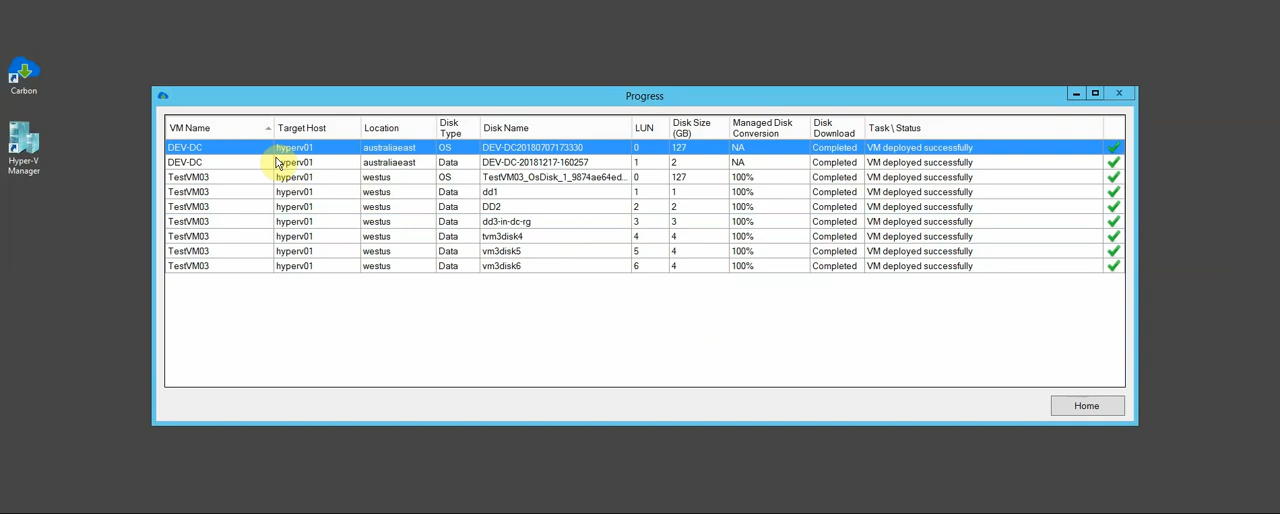 Carbon
Hyper-V
Manager
Progress
VM Name Target Host Location Disk Type Disk Name LUN Disk Size (GB) Managed Disk Conversion Disk Download Task \ Status
DEV-DC hyperv01 australiaeast OS DEV-DC20180707173330 0 127 NA Completed VM deployed successfully
DEV-DC hyperv01 australiaeast Data DEV-DC-20181217-160257 1 2 NA Completed VM deployed successfully
TestVM03 hyperv01 westus OS TestVM03_OsDisk_1_9874ae64ed... 0 127 100% Completed VM deployed successfully
TestVM03 hyperv01 westus Data dd1 1 1 100% Completed VM deployed successfully
TestVM03 hyperv01 westus Data DD2 2 2 100% Completed VM deployed successfully
TestVM03 hyperv01 westus Data dd3-in-dc-rg 3 3 100% Completed VM deployed successfully
TestVM03 hyperv01 westus Data tvm3disk4 4 4 100% Completed VM deployed successfully
TestVM03 hyperv01 westus Data vm3disk5 5 4 100% Completed VM deployed successfully
TestVM03 hyperv01 westus Data vm3disk6 6 4 100% Completed VM deployed successfully
Home